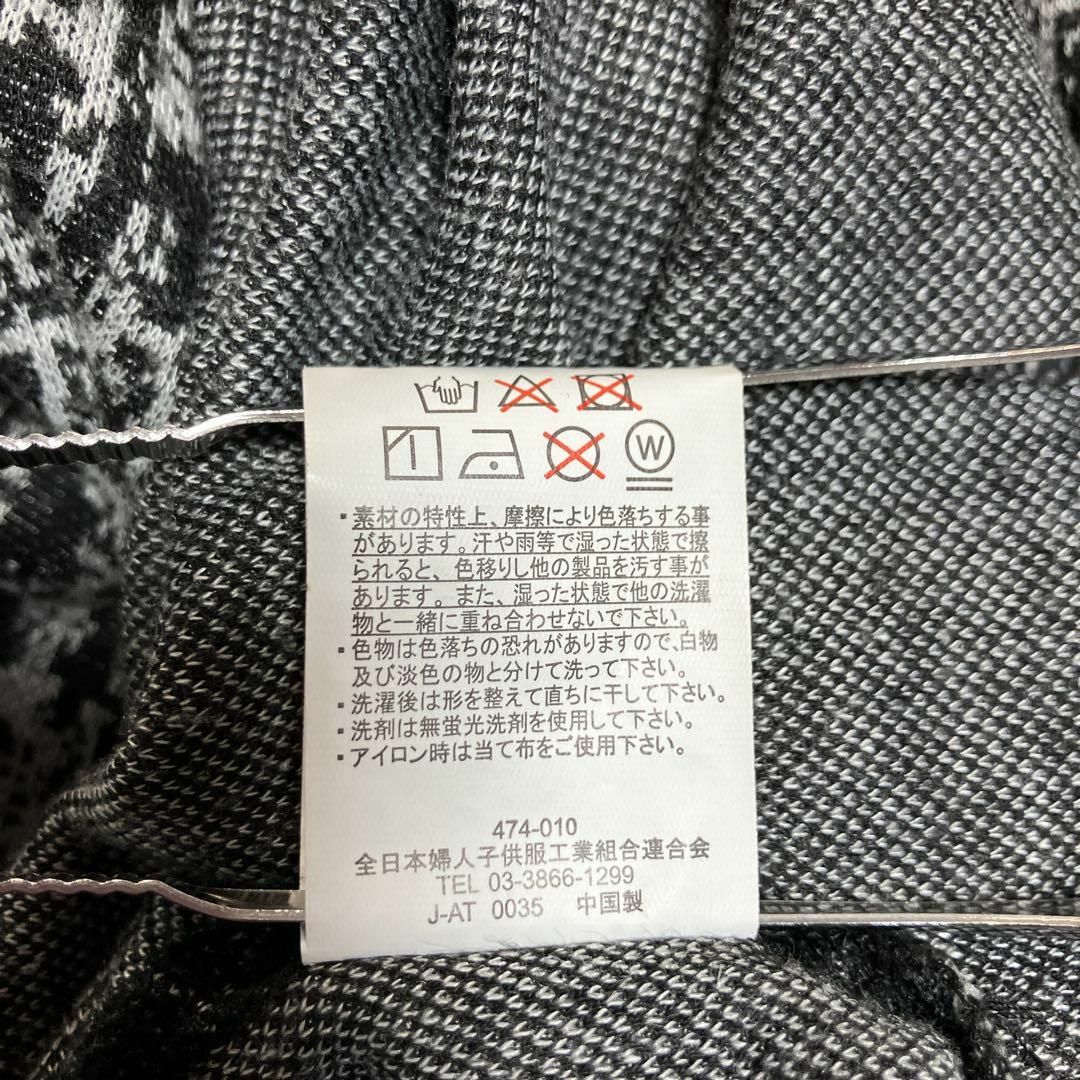 W
・素材の特性上、摩擦により色落ちする事
があります。汗や雨等で湿った状態で擦
られると、色移りし他の製品を汚す事が
あります。また、湿った状態で他の洗濯
物と一緒に重ね合わせないで下さい。
・色物は色落ちの恐れがありますので、白物
及び淡色の物と分けて洗って下さい。
・洗濯後は形を整えて直ちに干して下さい。
・洗剤は無蛍光洗剤を使用して下さい。
・アイロン時は当て布をご使用下さい。
474-010
全日本婦人子供服工業組合連合会
TEL 03-3866-1299
J-AT 0035 中国製